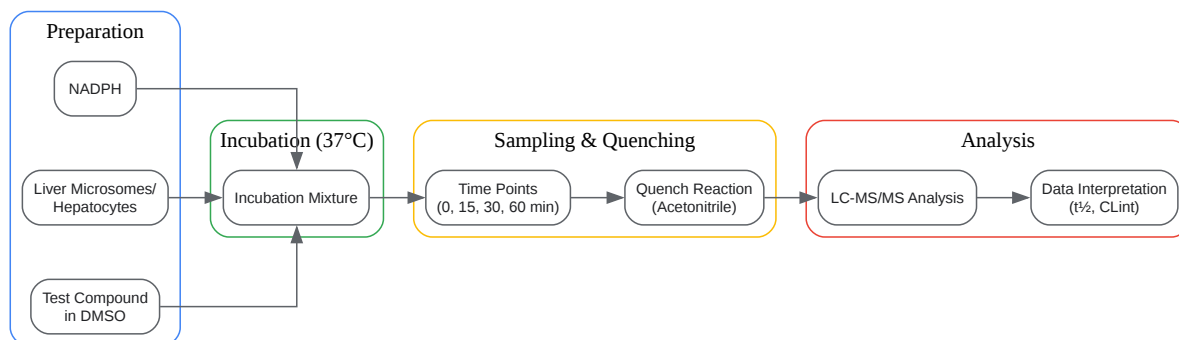 Preparation
NADPH
Liver Microsomes/
Hepatocytes
Test Compound
in DMSO
Incubation (37°C)
Incubation Mixture
Sampling & Quenching
Time Points
(0, 15, 30, 60 min)
Quench Reaction
(Acetonitrile)
Analysis
LC-MS/MS Analysis
Data Interpretation
(t½, CLint)